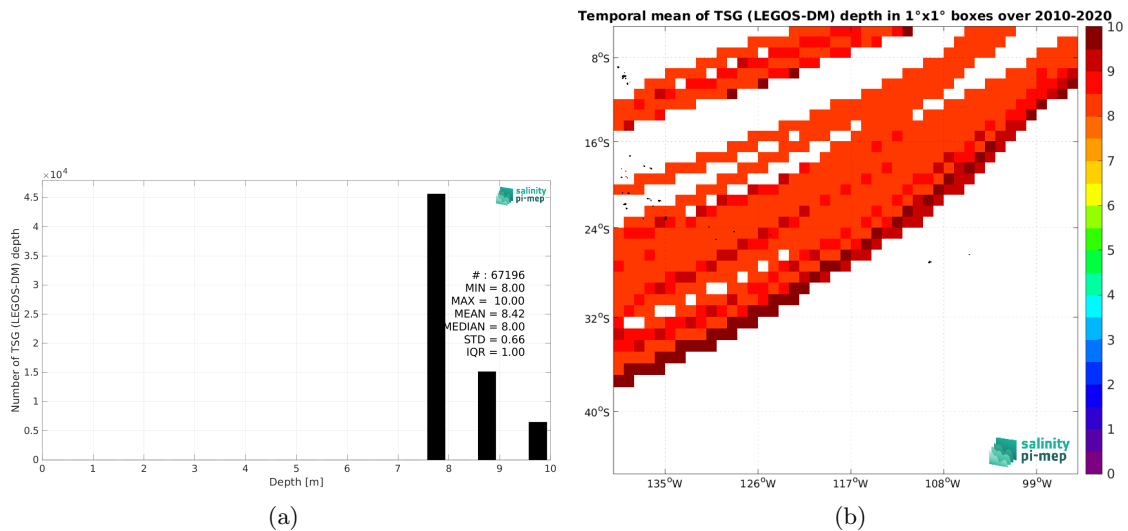 ×10⁴
4.5
4
3.5
3
2.5
2
1.5
1
0.5
0
Number of TSG (LEGOS-DM) depth
salinity
pi-mep
# : 67196
MIN = 8.00
MAX = 10.00
MEAN = 8.42
MEDIAN = 8.00
STD = 0.66
IQR = 1.00
0 1 2 3 4 5 6 7 8 9 10
Depth [m]
(a)
Temporal mean of TSG (LEGOS-DM) depth in 1°x1° boxes over 2010-2020
8°S
16°S
24°S
32°S
40°S
135°W 126°W 117°W 108°W 99°W
salinity
pi-mep
10
9
8
7
6
5
4
3
2
1
0
(b)